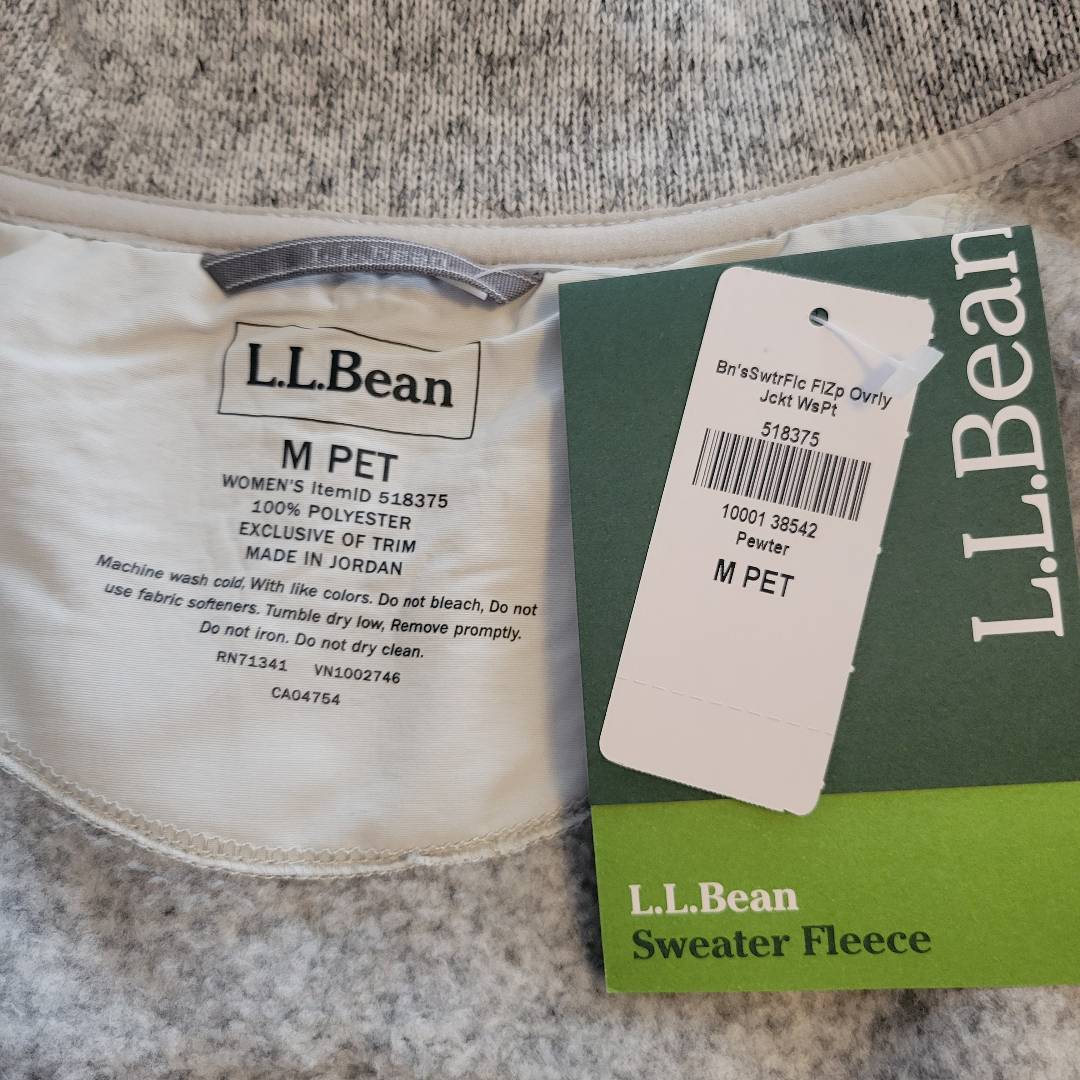 L.L.Bean
M PET
WOMEN'S ItemID 518375
100% POLYESTER
EXCLUSIVE OF TRIM
MADE IN JORDAN
Machine wash cold, With like colors. Do not bleach, Do not
use fabric softeners. Tumble dry low, Remove promptly.
Do not iron. Do not dry clean.
RN71341 VN1002746
CA04754
Bn'sSwtrFlc FlZp Ovrly
Jckt WsPt
518375
10001 38542
Pewter
M PET
L.L.Bean
L.L.Bean
Sweater Fleece